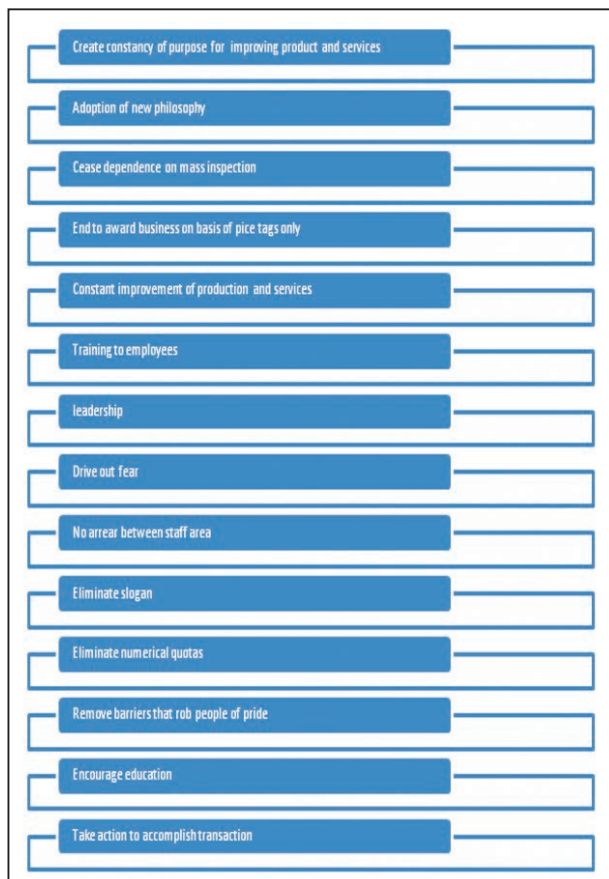 Create constancy of purpose for improving product and services
Adoption of new philosophy
Cease dependence on mass inspection
End to award business on basis of pice tags only
Constant improvement of production and services
Training to employees
leadership
Drive out fear
No arrear between staff area
Eliminate slogan
Eliminate numerical quotas
Remove barriers that rob people of pride
Encourage education
Take action to accomplish transaction